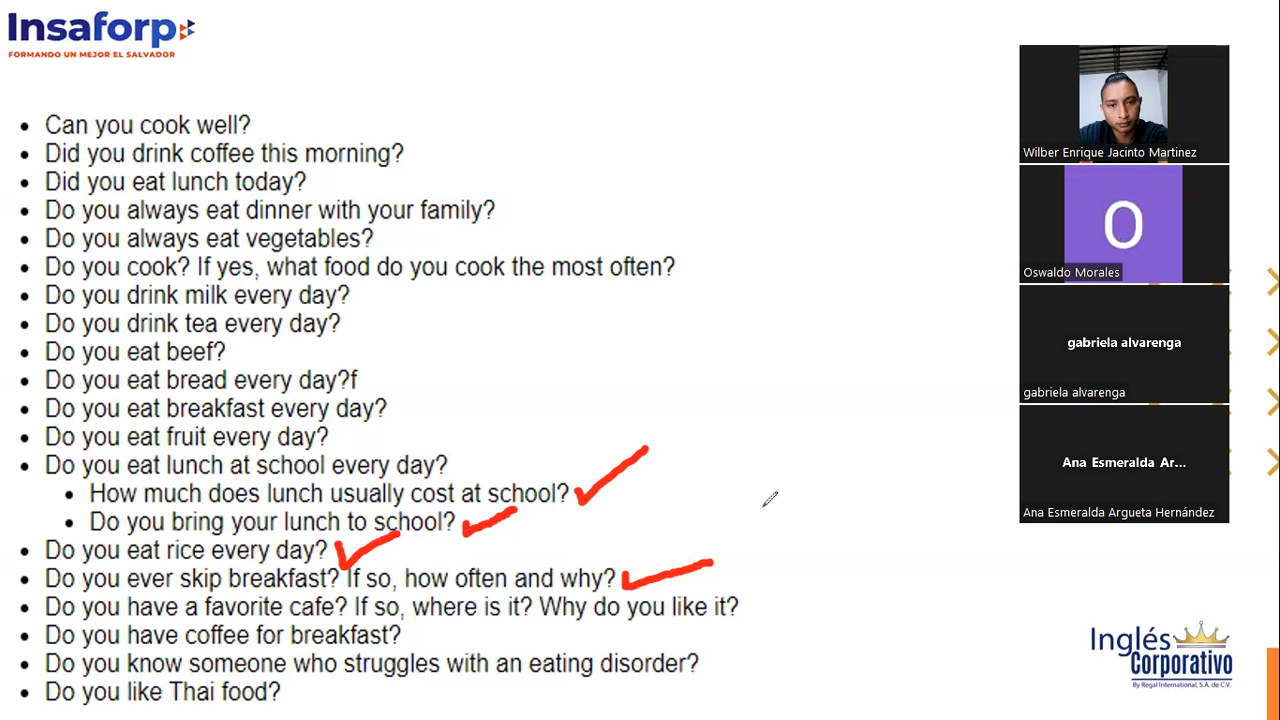 Insaforp
FORMANDO UN MEJOR EL SALVADOR
• Can you cook well?
• Did you drink coffee this morning?
• Did you eat lunch today?
• Do you always eat dinner with your family?
• Do you always eat vegetables?
• Do you cook? If yes, what food do you cook the most often?
• Do you drink milk every day?
• Do you drink tea every day?
• Do you eat beef?
• Do you eat bread every day?f
• Do you eat breakfast every day?
• Do you eat fruit every day?
• Do you eat lunch at school every day?
• How much does lunch usually cost at school?
• Do you bring your lunch to school?
• Do you eat rice every day?
• Do you ever skip breakfast? If so, how often and why?
• Do you have a favorite cafe? If so, where is it? Why do you like it?
• Do you have coffee for breakfast?
• Do you know someone who struggles with an eating disorder?
• Do you like Thai food?
Wilber Enrique Jacinto Martinez
O
Oswaldo Morales
gabriela alvarenga
gabriela alvarenga
Ana Esmeralda Ar...
Ana Esmeralda Argueta Hernández
Inglés
Corporativo
By Regal International, S.A. de C.V.